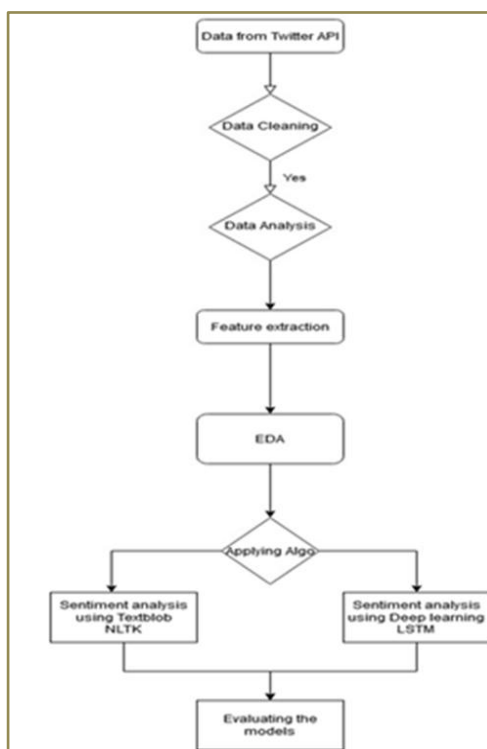 Data from Twitter API
Data Cleaning
Yes
Data Analysis
Feature extraction
EDA
Applying Algo
Sentiment analysis
using Textblob
NLTK
Sentiment analysis
using Deep learning
LSTM
Evaluating the
models